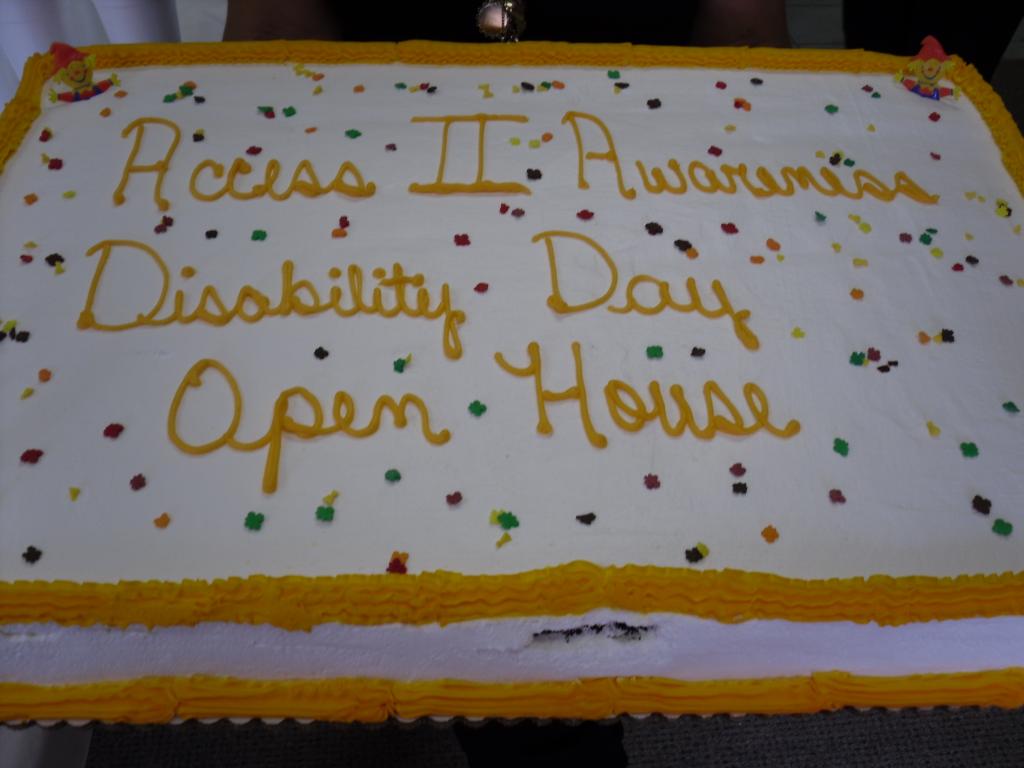 Access II Awareness
Disability Day
Open House